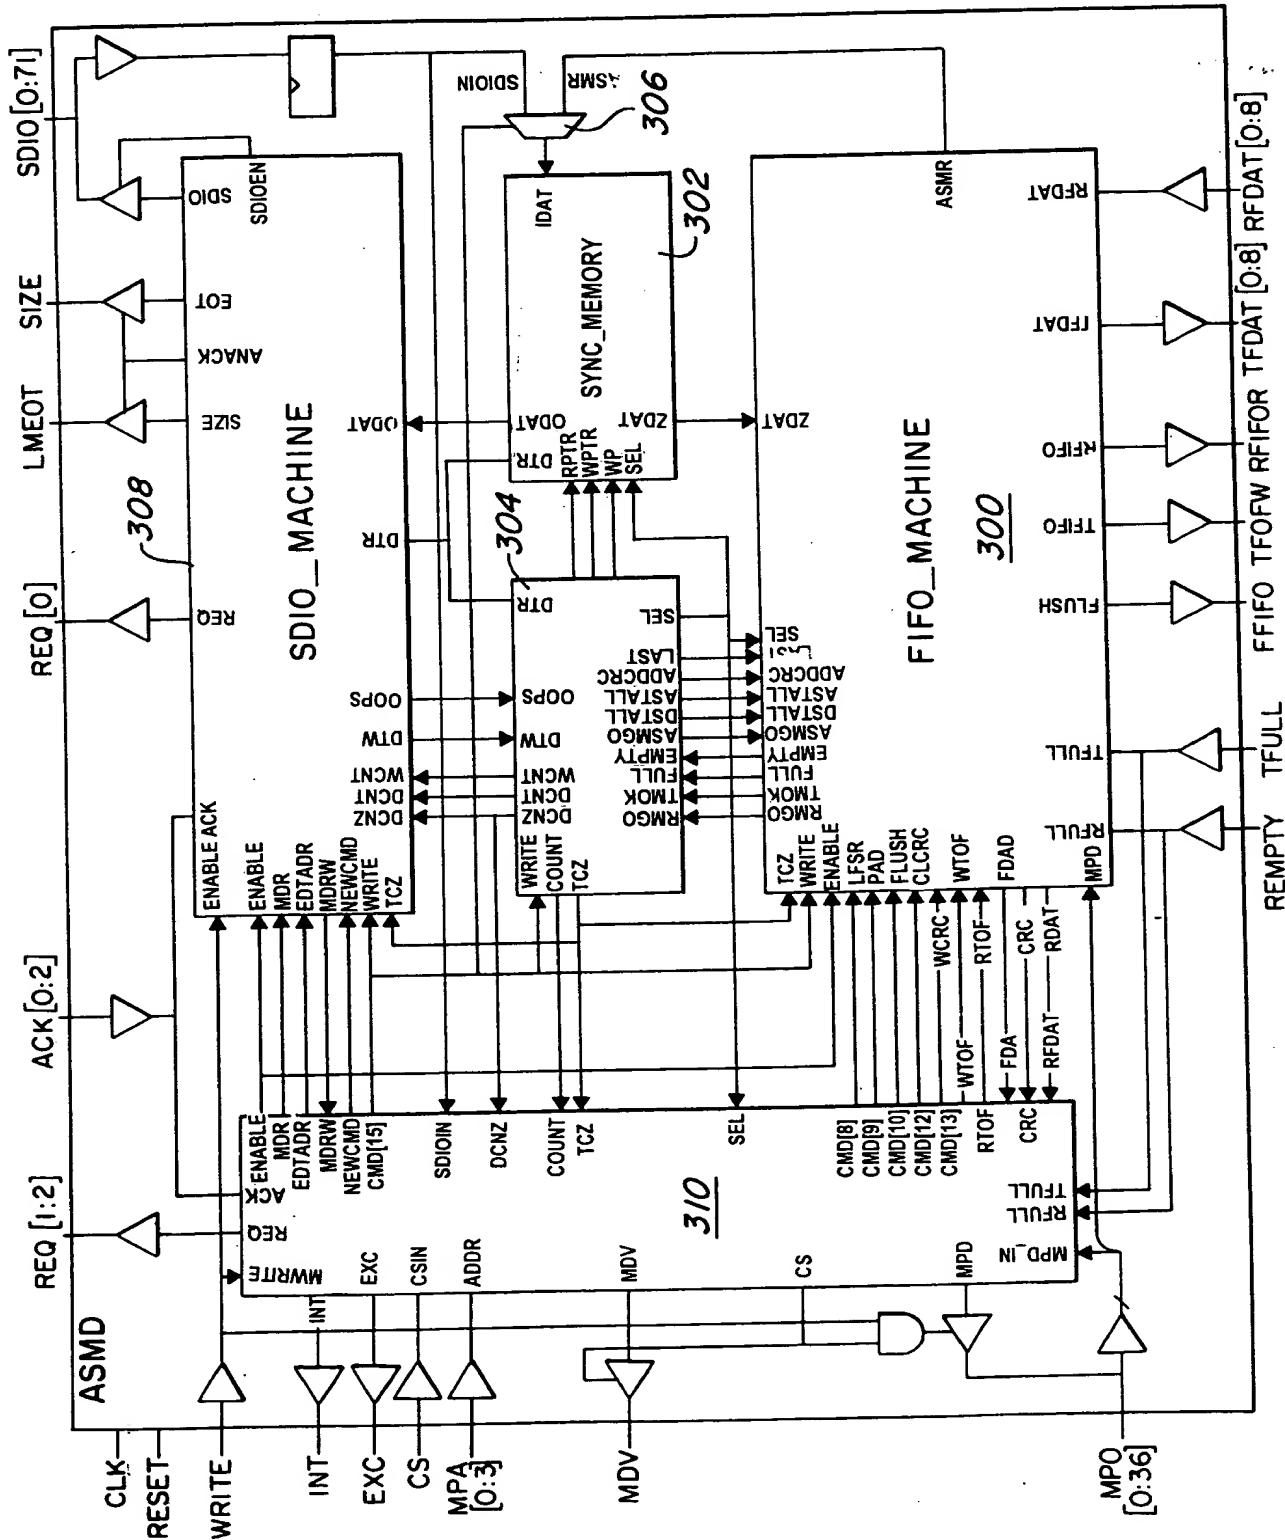 SDIO [0:71]
SIZE
LMEOT
REQ [0]
ACK [0:2]
REQ [1:2]
ASMD
CLK
RESET
WRITE
INT
EXC
CS
MPA
[0:3]
MDV
MPO
[0:36]
308
SDIO_MACHINE
SDIO
SDIOEN
EOT
ANACK
SIZE
REQ
ENABLE ACK
ENABLE
MDR
EDTADR
MDRW
NEWCMD
WRITE
TCZ
ODAT
DTR
OOPS
DTW
WCNT
DCNT
DCNZ
SDIOIN
ASMR
306
302
IDAT
SYNC_MEMORY
ODAT
ZDAT
DTR
RPTR
WPTR
WP
SEL
304
DTR
OOPS
DTW
WCNT
DCNT
DCNZ
WRITE
COUNT
TCZ
SEL
LAST
ADDCRC
ASTALL
DSTALL
ASMGO
EMPTY
FULL
TMOK
RMGO
FIFO_MACHINE
300
ASMR
ZDAT
SEL
ADDCRC
ASTALL
DSTALL
ASMGO
EMPTY
FULL
TMOK
RMGO
TCZ
WRITE
ENABLE
LFSR
PAD
FLUSH
CLCRC
WTOF
FDAD
MPD
RFDAT
TFDAT
RFIFO
TFIFO
FLUSH
TFULL
RFULL
WCRC
RTOF
CRC
RDAT
WTOF
FDA
RFDAT
310
REQ
ACK
ENABLE
MDR
EDTADR
MDRW
NEWCMD
CMD[15]
SDIOIN
DCNZ
COUNT
TCZ
SEL
CMD[8]
CMD[9]
CMD[10]
CMD[12]
CMD[13]
RTOF
CRC
TFULL
RFULL
MPD_IN
MWRITE
INT
EXC
CSIN
ADDR
MDV
CS
MPD
RFDAT [0:8]
TFDAT [0:8]
RFIFOR
TFOFW
FFIFO
TFULL
REMPTY